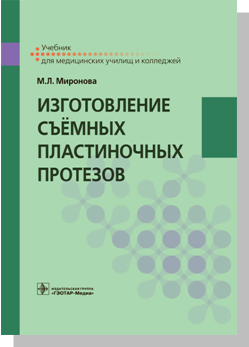 Учебник
для медицинских училищ и колледжей
М.Л. Миронова
ИЗГОТОВЛЕНИЕ
СЪЁМНЫХ
ПЛАСТИНОЧНЫХ
ПРОТЕЗОВ
ИЗДАТЕЛЬСКАЯ ГРУППА
«ГЭОТАР-Медиа»